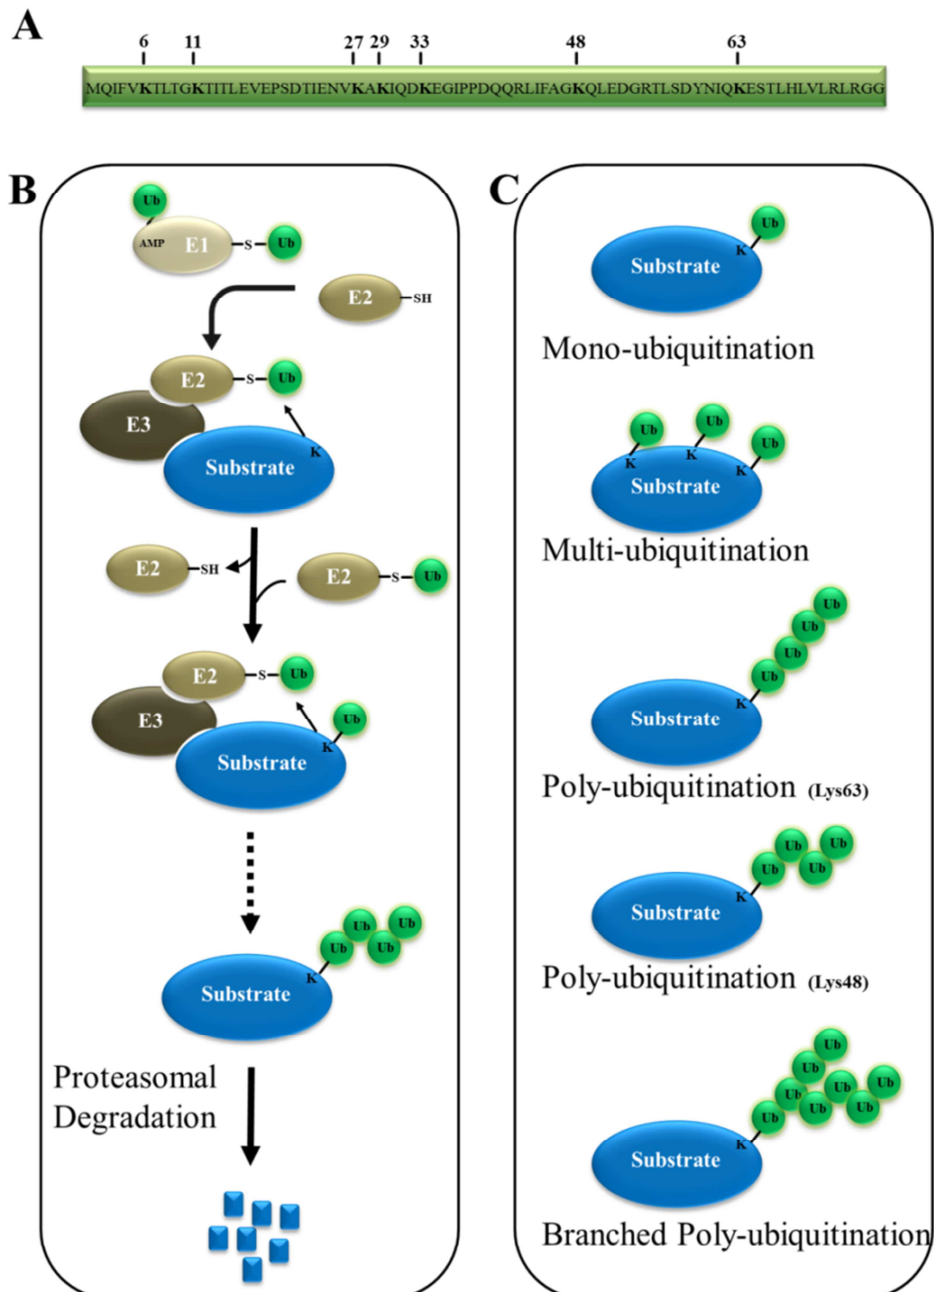 A
6 11 27 29 33 48 63
MQIFVKTLTGKTITLEVEPSDTIENVKAKIQDKEGIPPDQQRLIFAGKQLEDGRTLSDYNIQKESTLHLVLRLRGG
B
Ub
AMP E1 S Ub
E2 SH
E2 S Ub
E3
K
Substrate
E2 SH E2 S Ub
E2 S Ub
E3 Ub
K
Substrate
Ub Ub
Ub Ub
K
Substrate
Proteasomal
Degradation
C
Ub
K
Substrate
Mono-ubiquitination
Ub Ub Ub
K K K
Substrate
Multi-ubiquitination
Ub
Ub
Ub
Ub
K
Substrate
Poly-ubiquitination (Lys63)
Ub Ub
Ub Ub
K
Substrate
Poly-ubiquitination (Lys48)
Ub
Ub
Ub Ub Ub
Ub Ub Ub
K
Substrate
Branched Poly-ubiquitination